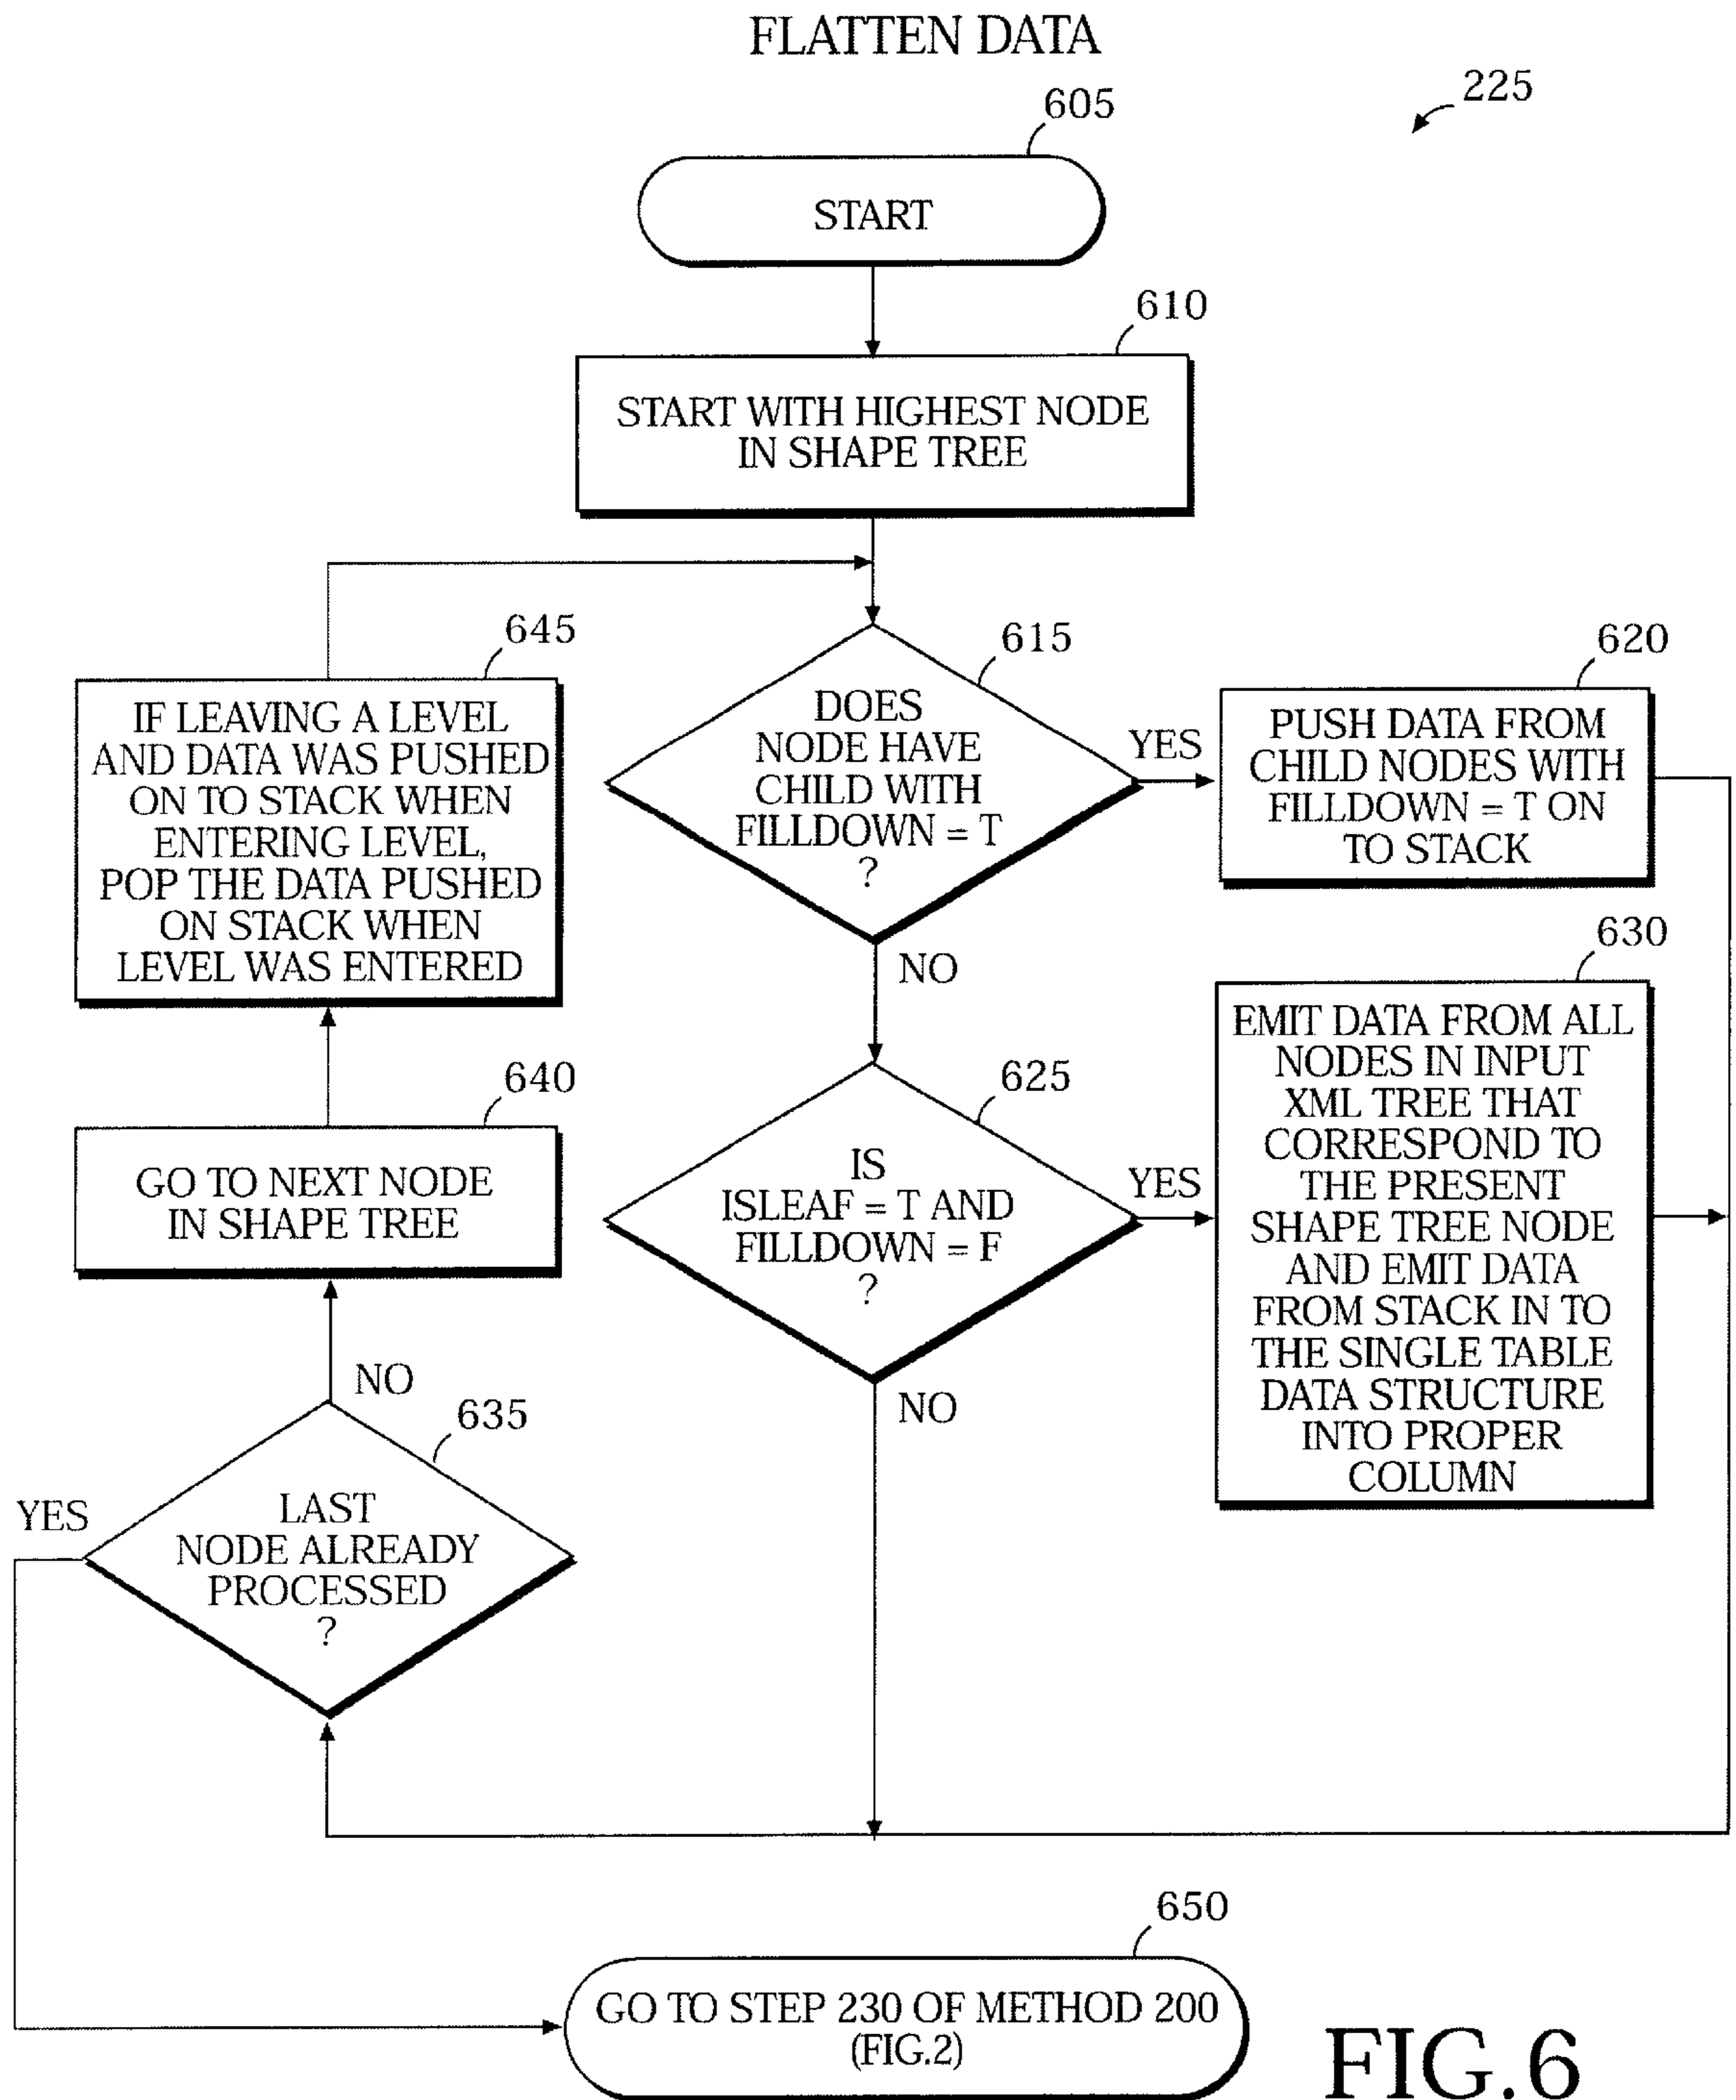 FLATTEN DATA
225
605
START
610
START WITH HIGHEST NODE
IN SHAPE TREE
645
IF LEAVING A LEVEL
AND DATA WAS PUSHED
ON TO STACK WHEN
ENTERING LEVEL,
POP THE DATA PUSHED
ON STACK WHEN
LEVEL WAS ENTERED
615
DOES
NODE HAVE
CHILD WITH
FILLDOWN = T
?
YES
NO
620
PUSH DATA FROM
CHILD NODES WITH
FILLDOWN = T ON
TO STACK
625
IS
ISLEAF = T AND
FILLDOWN = F
?
YES
NO
630
EMIT DATA FROM ALL
NODES IN INPUT
XML TREE THAT
CORRESPOND TO
THE PRESENT
SHAPE TREE NODE
AND EMIT DATA
FROM STACK IN TO
THE SINGLE TABLE
DATA STRUCTURE
INTO PROPER
COLUMN
640
GO TO NEXT NODE
IN SHAPE TREE
NO
635
YES
LAST
NODE ALREADY
PROCESSED
?
650
GO TO STEP 230 OF METHOD 200
(FIG.2)
FIG.6